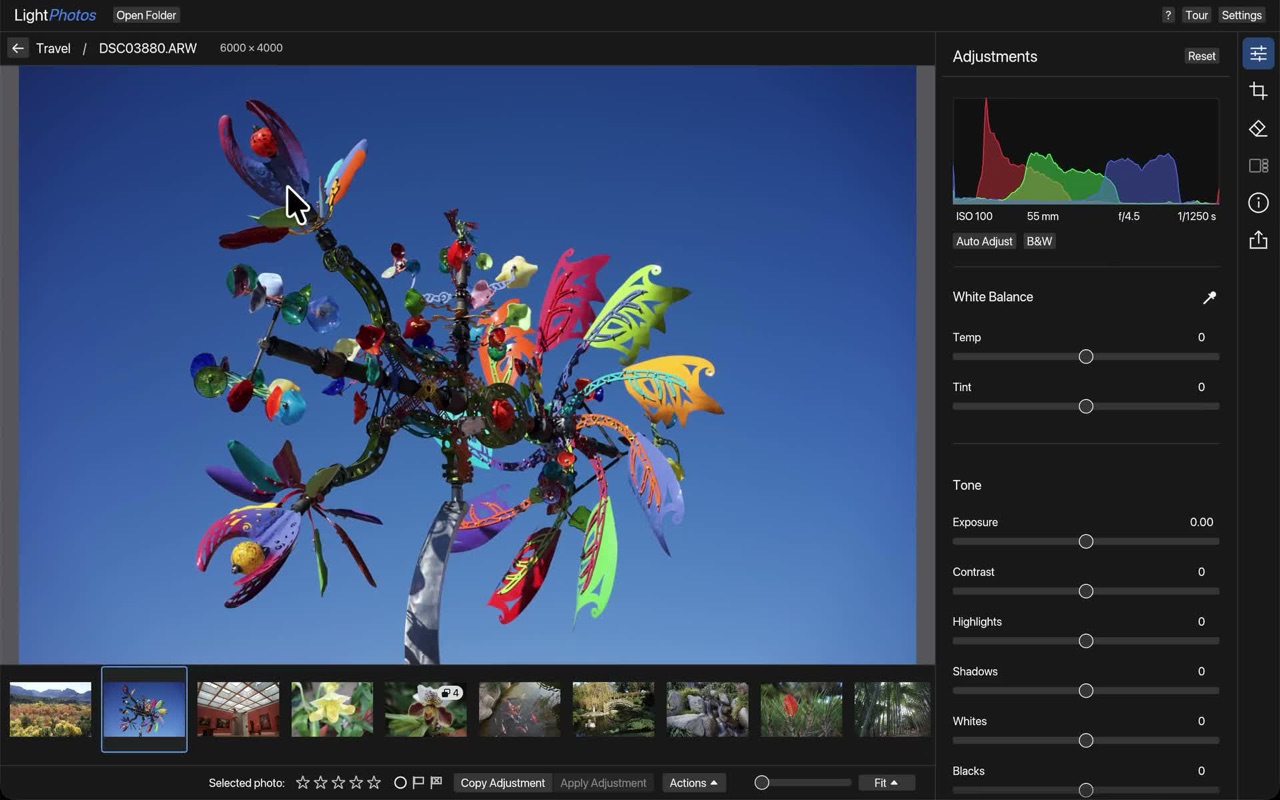 LightPhotos Open Folder ? Tour Settings
Travel / DSC03880.ARW 6000 × 4000
Adjustments Reset
ISO 100 55 mm f/4.5 1/1250 s
Auto Adjust B&W
White Balance
Temp 0
Tint 0
Tone
Exposure 0.00
Contrast 0
Highlights 0
Shadows 0
Whites 0
Blacks 0
4
Selected photo: Copy Adjustment Apply Adjustment Actions Fit